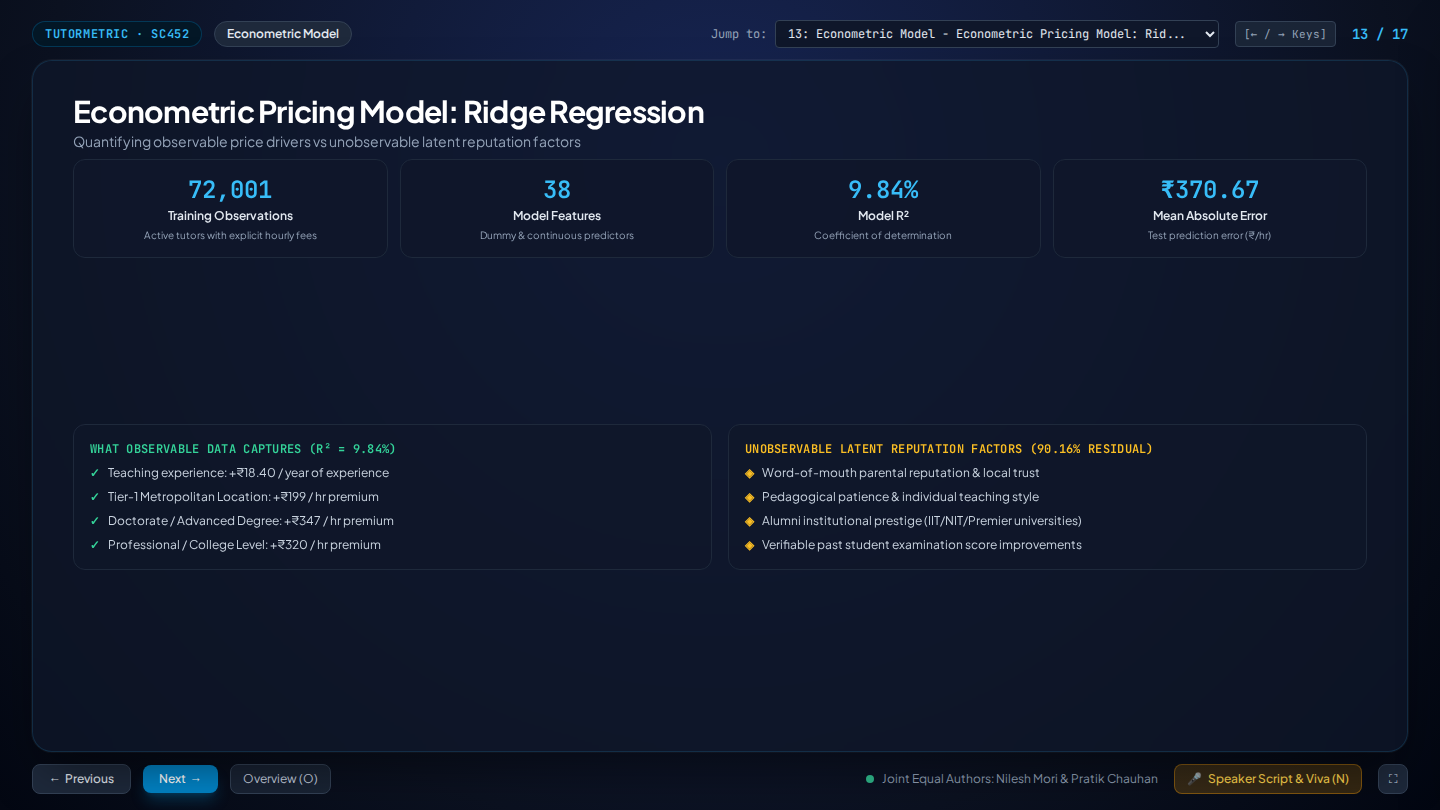 TUTORMETRIC · SC452
Econometric Model
Jump to:
13: Econometric Model - Econometric Pricing Model: Rid...
[← / → Keys]
13 / 17
Econometric Pricing Model: Ridge Regression
Quantifying observable price drivers vs unobservable latent reputation factors
72,001
Training Observations
Active tutors with explicit hourly fees
38
Model Features
Dummy & continuous predictors
9.84%
Model R²
Coefficient of determination
₹370.67
Mean Absolute Error
Test prediction error (₹/hr)
WHAT OBSERVABLE DATA CAPTURES (R² = 9.84%)
✓ Teaching experience: +₹18.40 / year of experience
✓ Tier-1 Metropolitan Location: +₹199 / hr premium
✓ Doctorate / Advanced Degree: +₹347 / hr premium
✓ Professional / College Level: +₹320 / hr premium
UNOBSERVABLE LATENT REPUTATION FACTORS (90.16% RESIDUAL)
◈ Word-of-mouth parental reputation & local trust
◈ Pedagogical patience & individual teaching style
◈ Alumni institutional prestige (IIT/NIT/Premier universities)
◈ Verifiable past student examination score improvements
← Previous
Next →
Overview (O)
Joint Equal Authors: Nilesh Mori & Pratik Chauhan
🎤 Speaker Script & Viva (N)